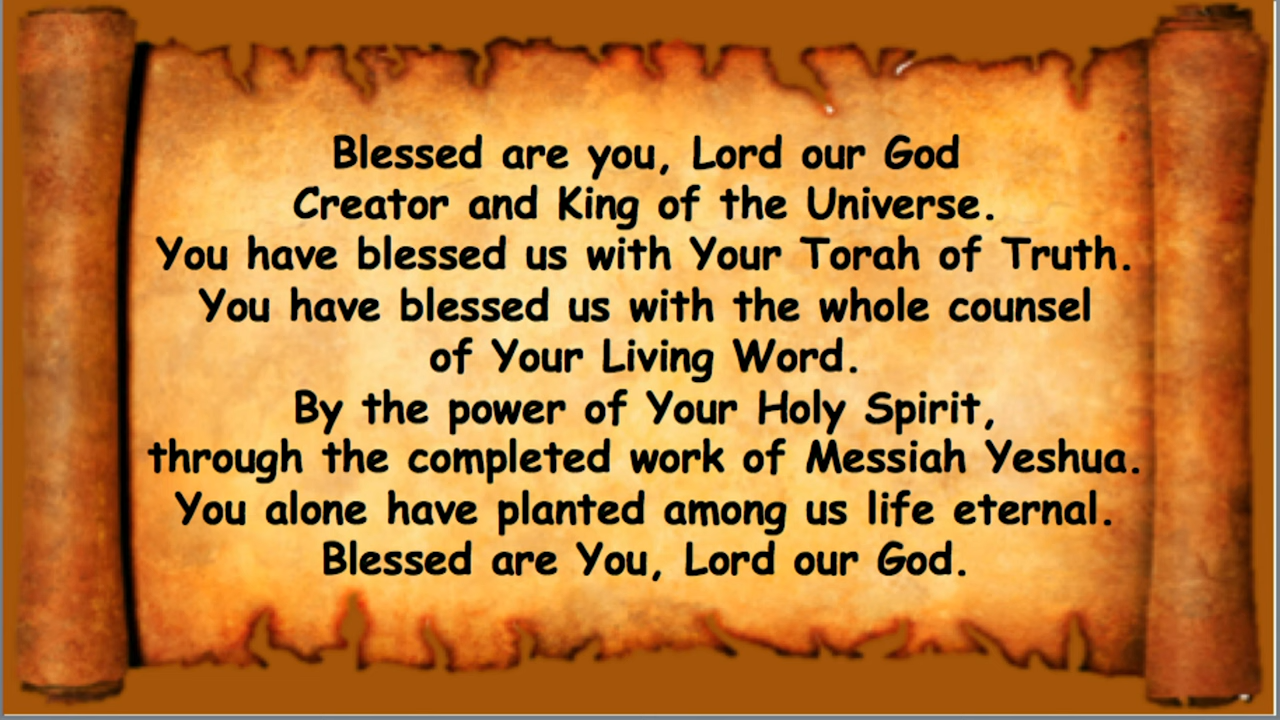 Blessed are you, Lord our God
Creator and King of the Universe.
You have blessed us with Your Torah of Truth.
You have blessed us with the whole counsel
of Your Living Word.
By the power of Your Holy Spirit,
through the completed work of Messiah Yeshua.
You alone have planted among us life eternal.
Blessed are You, Lord our God.